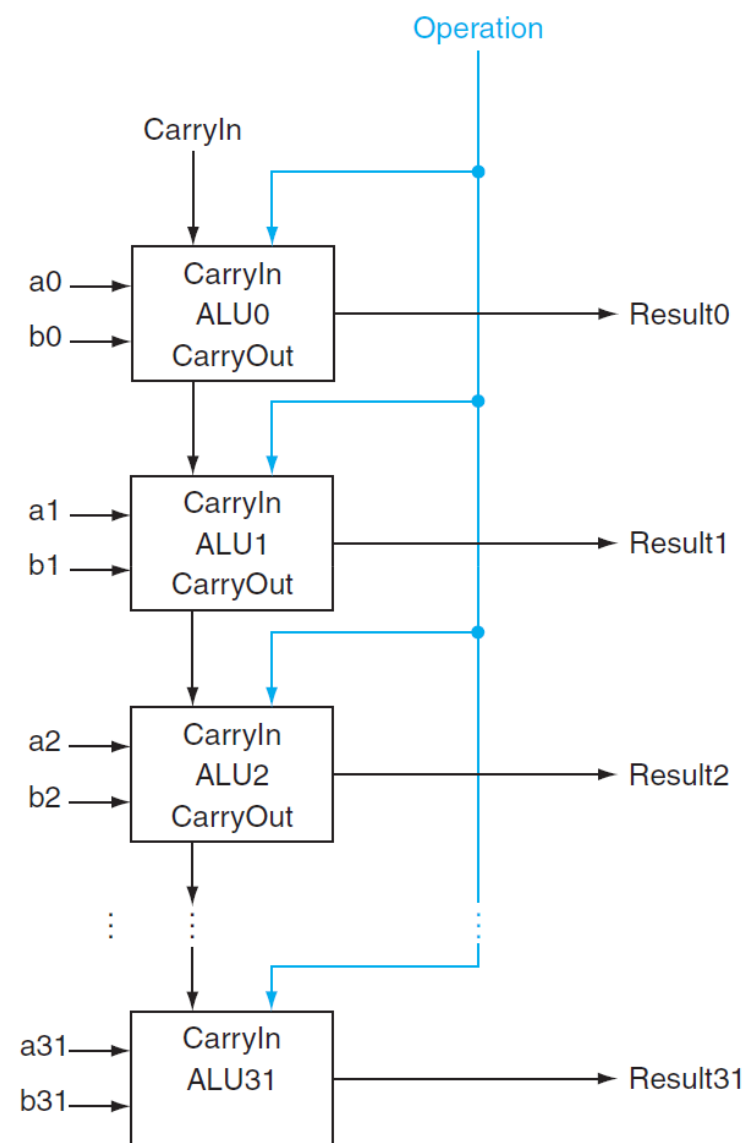 Operation
CarryIn
a0
b0
CarryIn
ALU0
CarryOut
Result0
a1
b1
CarryIn
ALU1
CarryOut
Result1
a2
b2
CarryIn
ALU2
CarryOut
Result2
a31
b31
CarryIn
ALU31
Result31